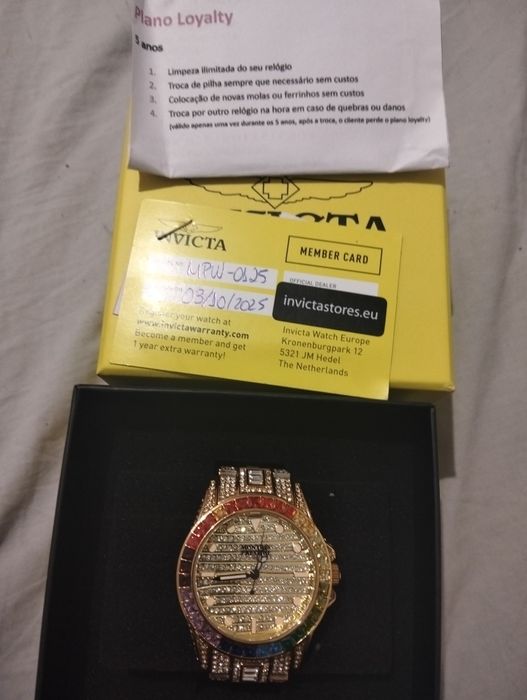 Plano Loyalty
5 anos
1. Limpeza ilimitada do seu relógio
2. Troca de pilha sempre que necessário sem custos
3. Colocação de novas molas ou ferrinhos sem custos
4. Troca por outro relógio na hora em caso de quebras ou danos
(válido apenas uma vez durante os 5 anos, após a troca, o cliente perde o plano loyalty)
INVICTA
INVICTA
MEMBER CARD
MPW-0125
OFFICIAL DEALER
03/10/2025
invictastores.eu
Register your watch at
www.invictawarranty.com
Become a member and get
1 year extra warranty!
Invicta Watch Europe
Kronenburgpark 12
5321 JM Hedel
The Netherlands